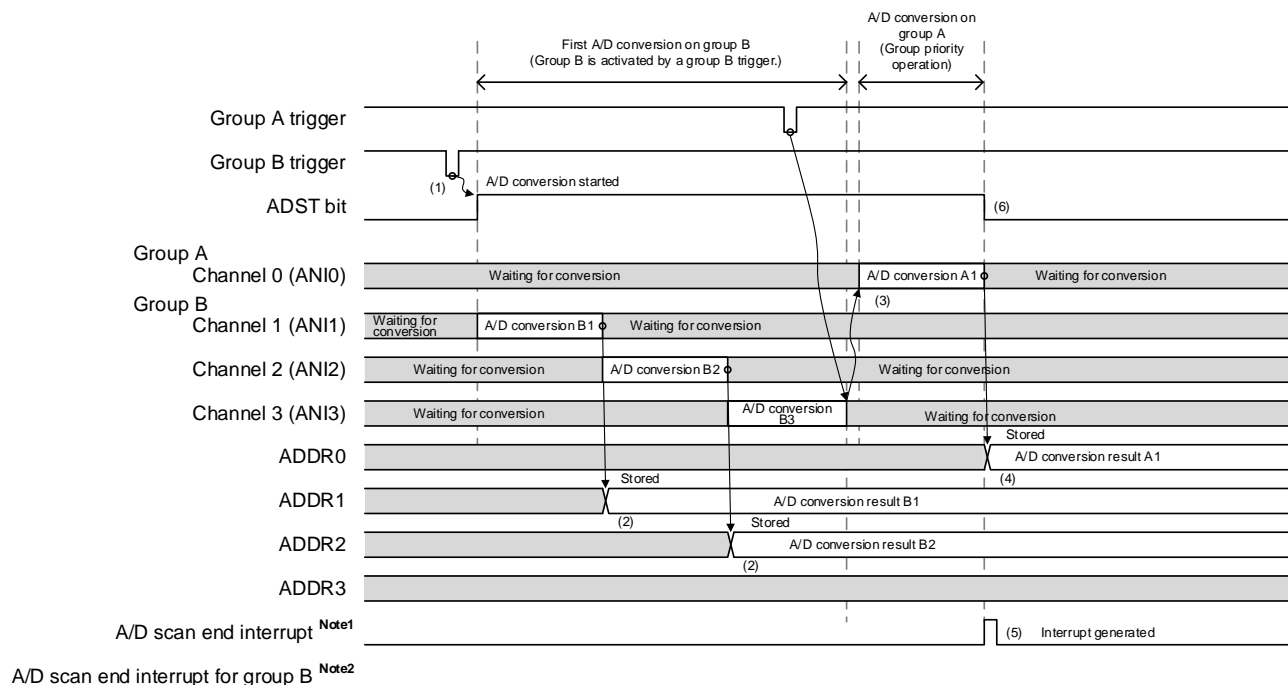 First A/D conversion on group B
(Group B is activated by a group B trigger.)
A/D conversion on
group A
(Group priority
operation)
Group A trigger
Group B trigger
(1)
A/D conversion started
ADST bit
(6)
Group A
Channel 0 (ANI0)
Waiting for conversion
A/D conversion A1
Waiting for conversion
(3)
Group B
Channel 1 (ANI1)
Waiting for
conversion
A/D conversion B1
Waiting for conversion
Channel 2 (ANI2)
Waiting for conversion
A/D conversion B2
Waiting for conversion
Channel 3 (ANI3)
Waiting for conversion
A/D conversion
B3
Waiting for conversion
Stored
ADDR0
A/D conversion result A1
(4)
Stored
ADDR1
A/D conversion result B1
(2)
Stored
ADDR2
A/D conversion result B2
(2)
ADDR3
A/D scan end interrupt Note1
(5) Interrupt generated
A/D scan end interrupt for group B Note2